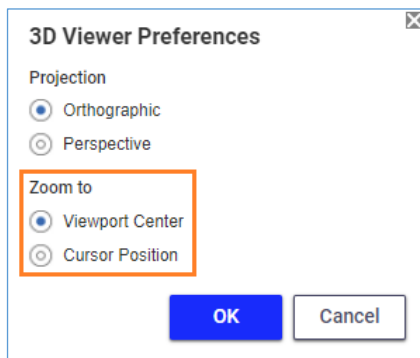 3D Viewer Preferences
Projection
Orthographic
Perspective
Zoom to
Viewport Center
Cursor Position
OK Cancel